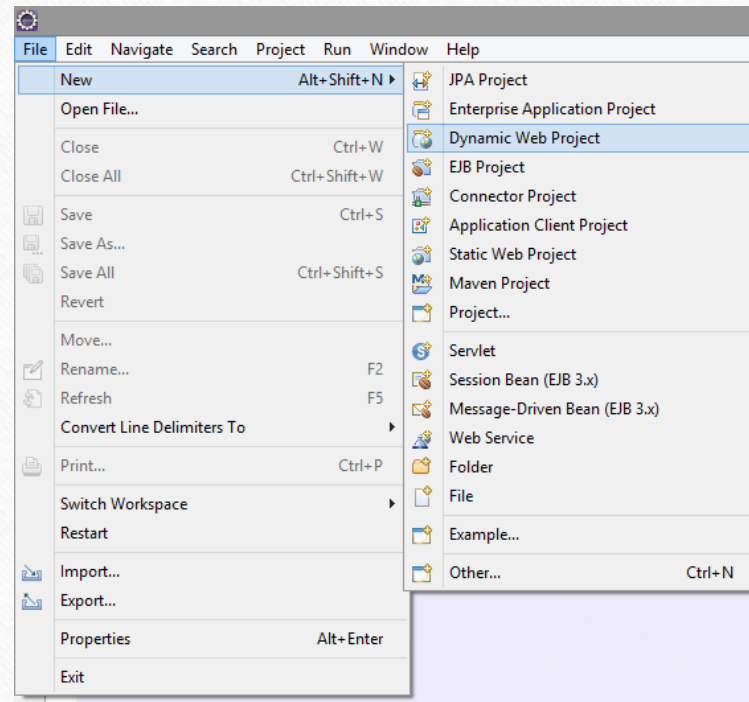 File Edit Navigate Search Project Run Window Help
New Alt+Shift+N
Open File...
Close Ctrl+W
Close All Ctrl+Shift+W
Save Ctrl+S
Save As...
Save All Ctrl+Shift+S
Revert
Move...
Rename... F2
Refresh F5
Convert Line Delimiters To
Print... Ctrl+P
Switch Workspace
Restart
Import...
Export...
Properties Alt+Enter
Exit
JPA Project
Enterprise Application Project
Dynamic Web Project
EJB Project
Connector Project
Application Client Project
Static Web Project
Maven Project
Project...
Servlet
Session Bean (EJB 3.x)
Message-Driven Bean (EJB 3.x)
Web Service
Folder
File
Example...
Other... Ctrl+N